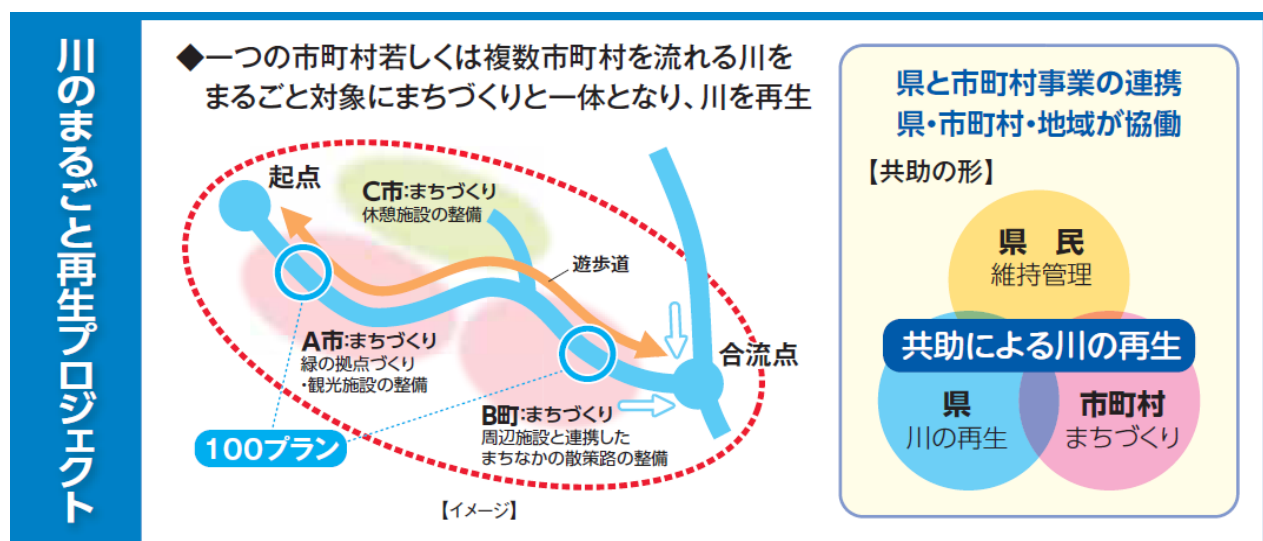 川のまるごと再生プロジェクト
◆一つの市町村若しくは複数市町村を流れる川を
まるごと対象にまちづくりと一体となり、川を再生
起点
C市:まちづくり
休憩施設の整備
遊歩道
A市:まちづくり
緑の拠点づくり
・観光施設の整備
合流点
B町:まちづくり
周辺施設と連携した
まちなかの散策路の整備
100プラン
【イメージ】
県と市町村事業の連携
県・市町村・地域が協働
【共助の形】
県 民
維持管理
共助による川の再生
県
川の再生
市町村
まちづくり